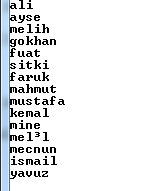 ali
ayse
melih
gokhan
fuat
sitki
faruk
mahmut
mustafa
kemal
mine
mel³l
mecnun
ismail
yavuz